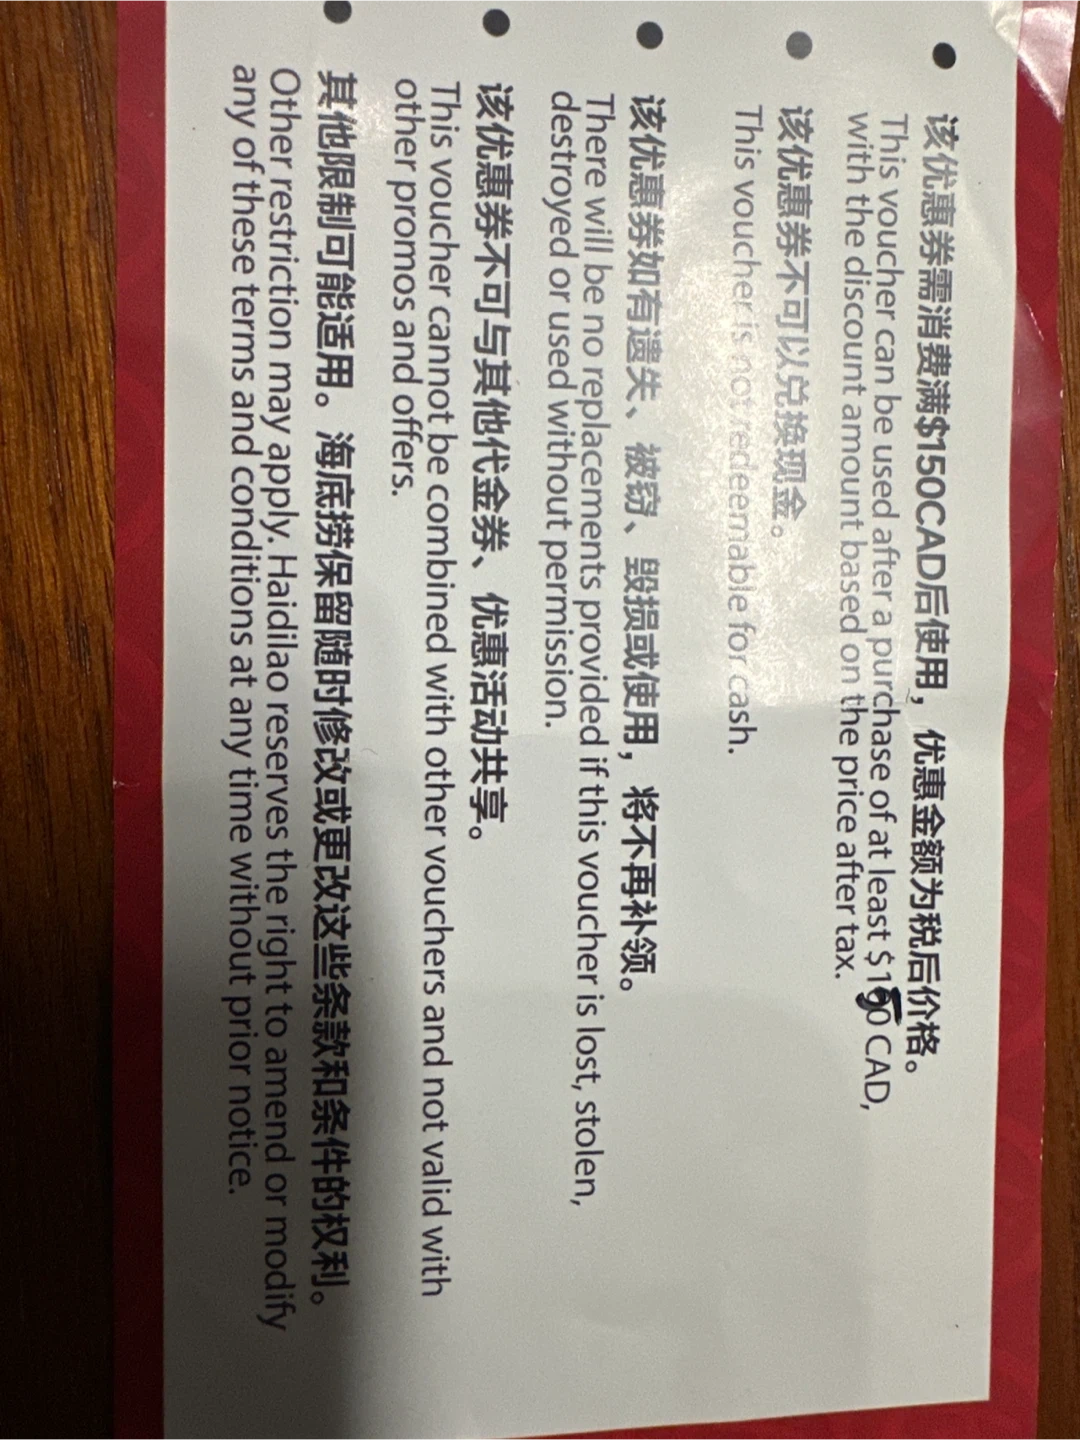 ● 该优惠券需消费满$150CAD后使用，优惠金额为税后价格。
This voucher can be used after a purchase of at least $150 CAD,
with the discount amount based on the price after tax.
● 该优惠券不可以兑换现金。
This voucher is not redeemable for cash.
● 该优惠券如有遗失、被窃、毁损或使用，将不再补领。
There will be no replacements provided if this voucher is lost, stolen,
destroyed or used without permission.
● 该优惠券不可与其他代金券、优惠活动共享。
This voucher cannot be combined with other vouchers and not valid with
other promos and offers.
● 其他限制可能适用。海底捞保留随时修改或更改这些条款和条件的权利。
Other restriction may apply. Haidilao reserves the right to amend or modify
any of these terms and conditions at any time without prior notice.